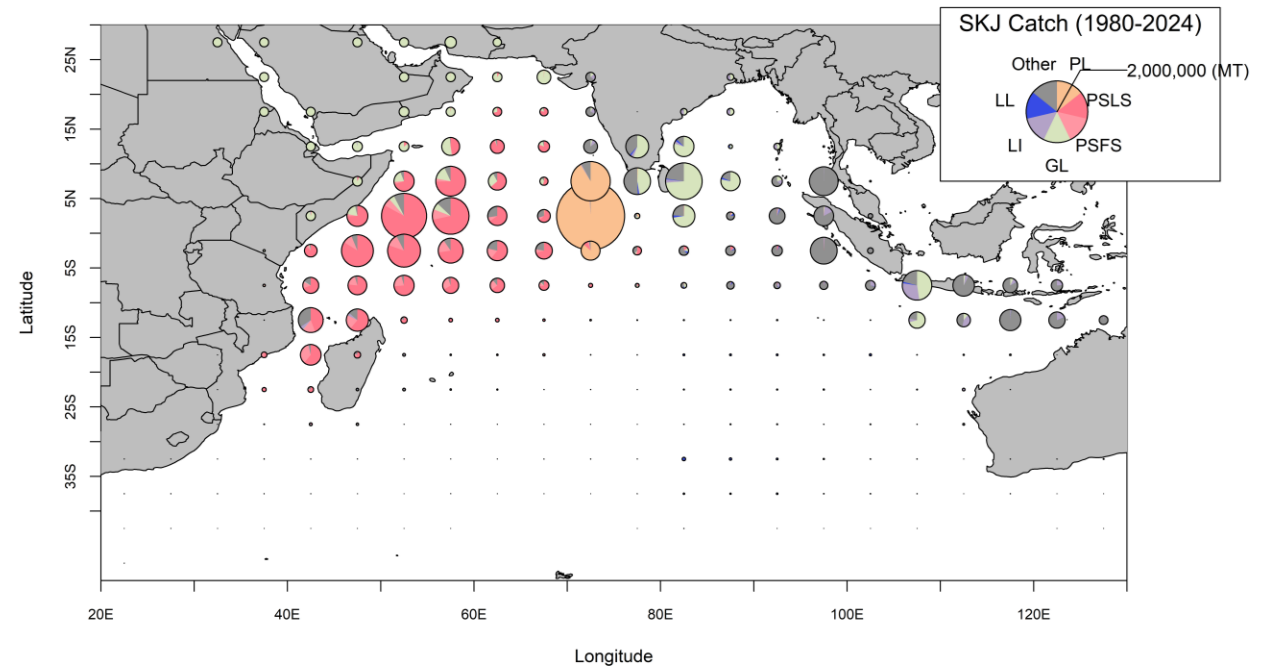 SKJ Catch (1980-2024)
Other PL
2,000,000 (MT)
LL PSLS
LI PSFS
GL
Latitude
25N
15N
5N
5S
15S
25S
35S
20E 40E 60E 80E 100E 120E
Longitude